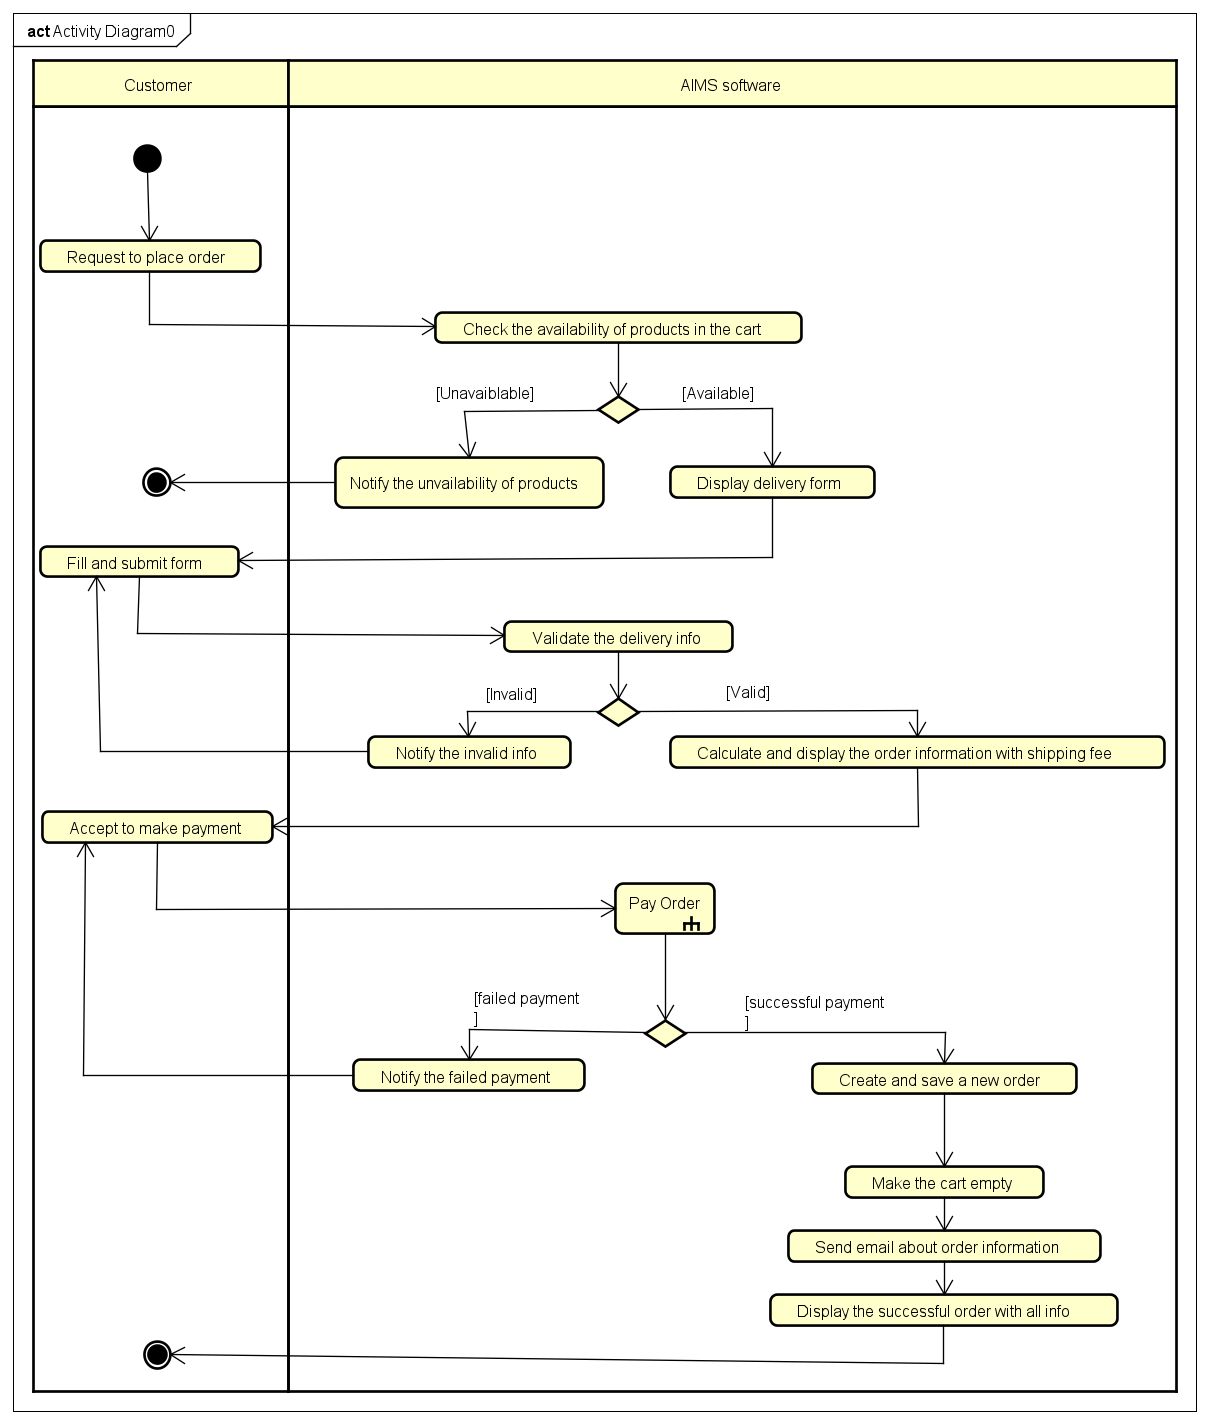 act Activity Diagram0
Customer
AIMS software
Request to place order
Check the availability of products in the cart
[Unavaiblable]
[Available]
Notify the unvailability of products
Display delivery form
Fill and submit form
Validate the delivery info
[Invalid]
[Valid]
Notify the invalid info
Calculate and display the order information with shipping fee
Accept to make payment
Pay Order
[failed payment
]
[successful payment
]
Notify the failed payment
Create and save a new order
Make the cart empty
Send email about order information
Display the successful order with all info